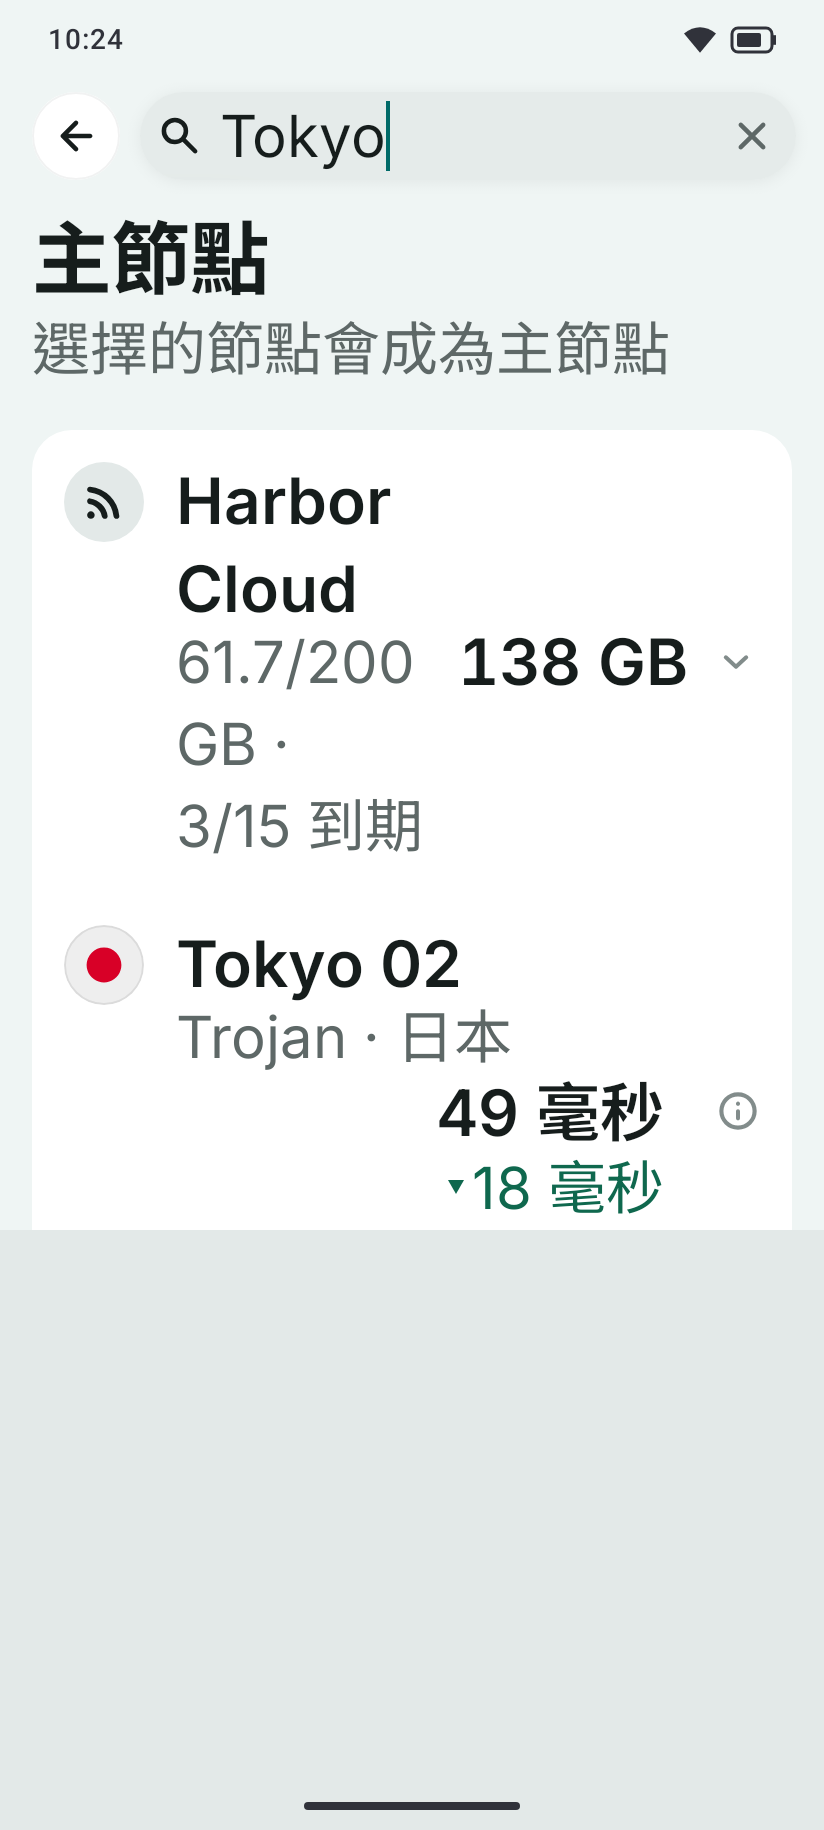 10:24
Tokyo
主節點
選擇的節點會成為主節點
Harbor
Cloud
61.7/200
GB ·
3/15 到期
138 GB
Tokyo 02
Trojan · 日本
49 毫秒
▼18 毫秒